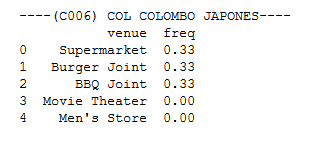 ----(C006) COL COLOMBO JAPONES----
venue freq
0 Supermarket 0.33
1 Burger Joint 0.33
2 BBQ Joint 0.33
3 Movie Theater 0.00
4 Men's Store 0.00